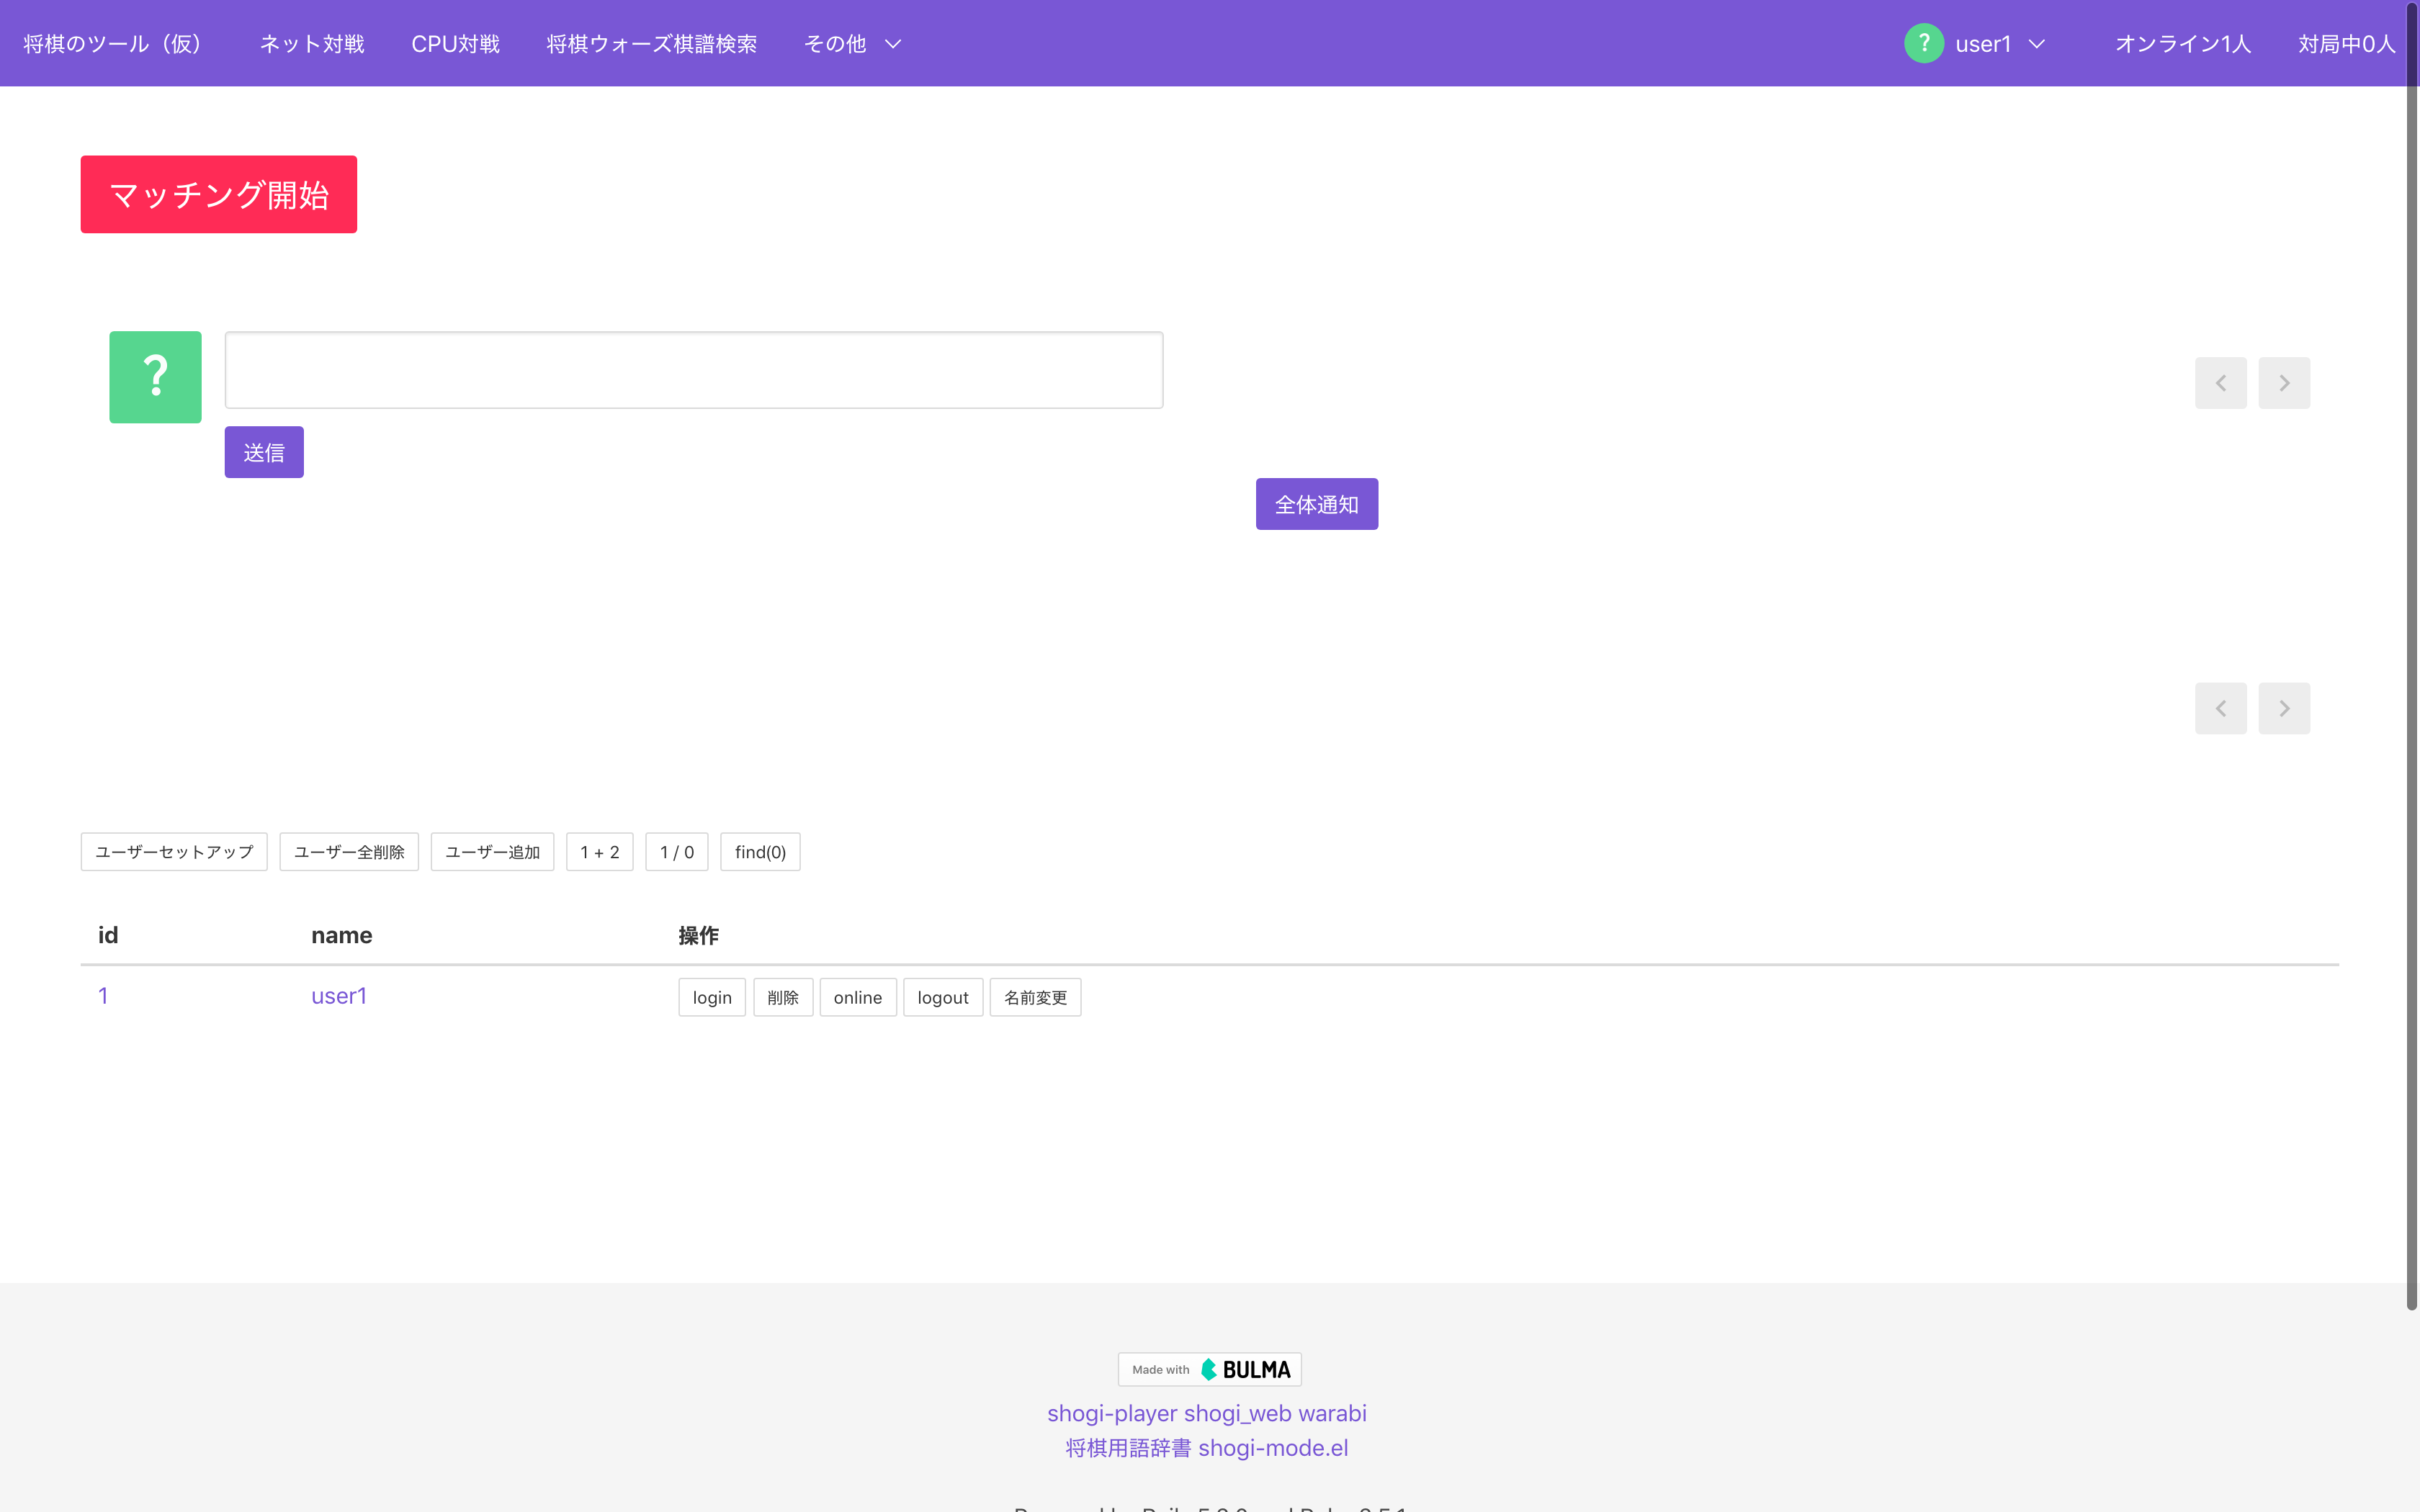 将棋のツール（仮） ネット対戦 CPU対戦 将棋ウォーズ棋譜検索 その他 ? user1 オンライン1人 対局中0人
マッチング開始
?
送信
全体通知
ユーザーセットアップ ユーザー全削除 ユーザー追加 1 + 2 1 / 0 find(0)
id name 操作
1 user1 login 削除 online logout 名前変更
Made with BULMA
shogi-player shogi_web warabi
将棋用語辞書 shogi-mode.el